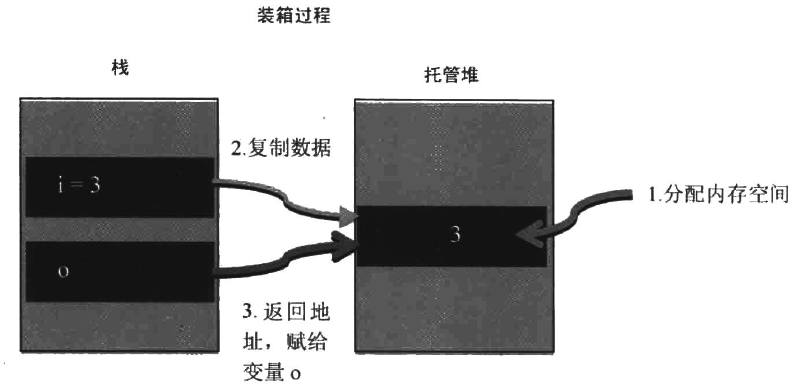 装箱过程
栈
托管堆
2.复制数据
i = 3
1.分配内存空间
3
o
3. 返回地
址，赋给
变量 o